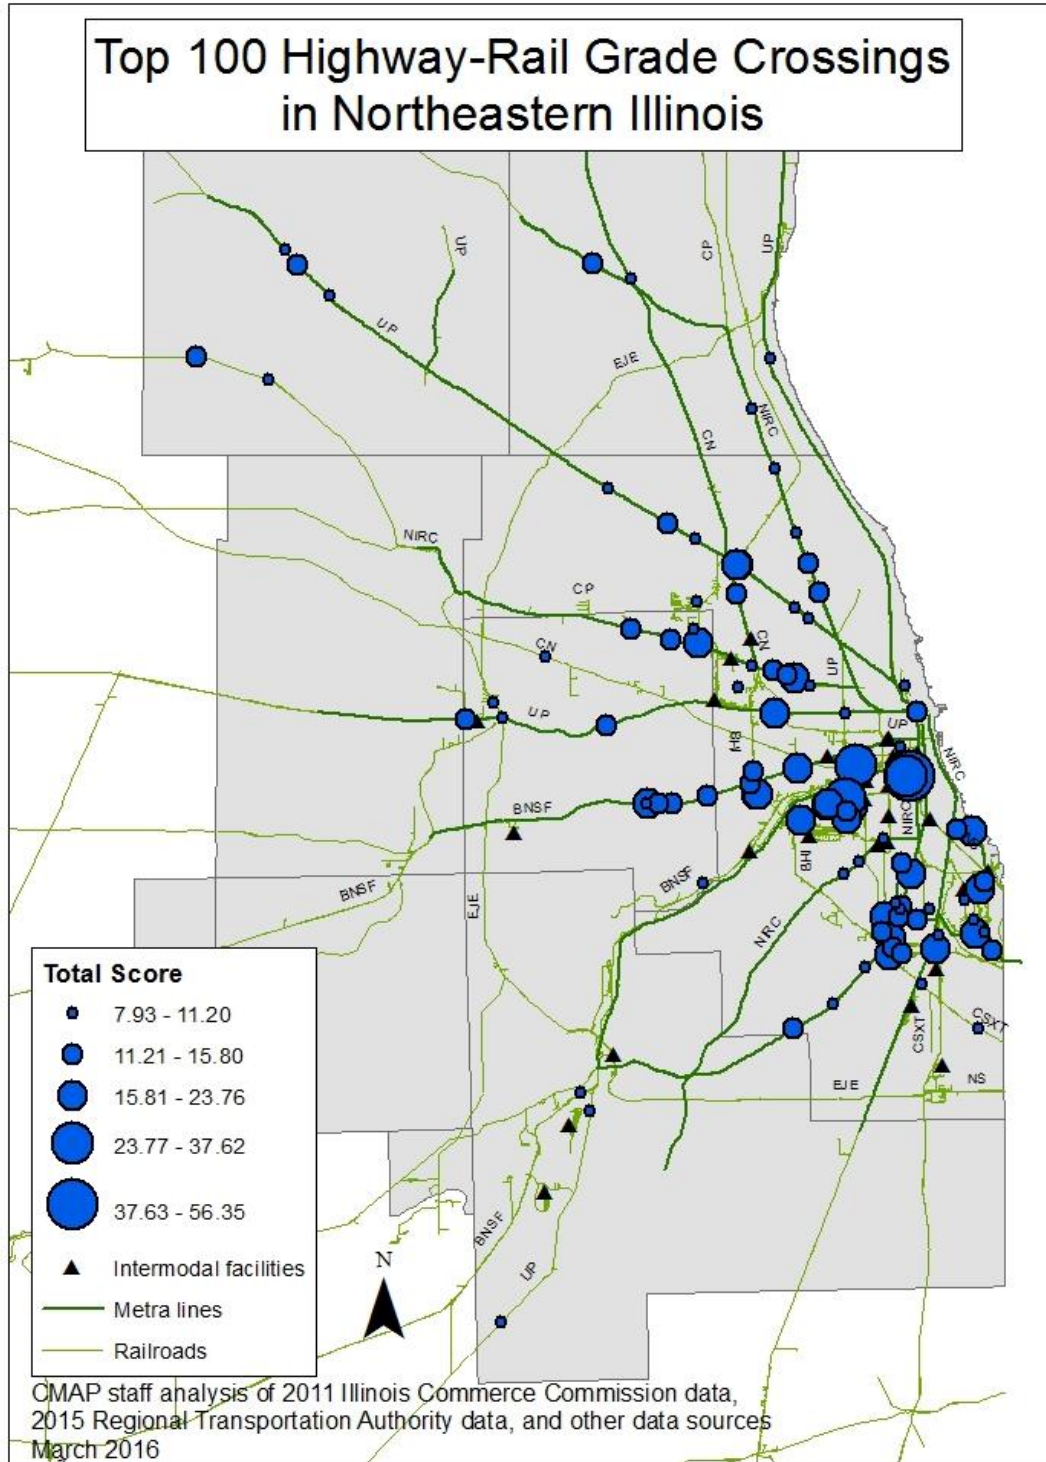 Top 100 Highway-Rail Grade Crossings
in Northeastern Illinois
CP
UP
UP
UP
EJE
NIRC
CN
NIRC
CP
CN
CN
UP
UP
UP
IHB
NIRC
BNSF
NIRC
BHI
BNSF
BNSF
EJE
NIRC
CSXT
CSXT
EJE
NS
BNSF
UP
Total Score
7.93 - 11.20
11.21 - 15.80
15.81 - 23.76
23.77 - 37.62
37.63 - 56.35
Intermodal facilities
Metra lines
Railroads
N
CMAP staff analysis of 2011 Illinois Commerce Commission data,
2015 Regional Transportation Authority data, and other data sources
March 2016